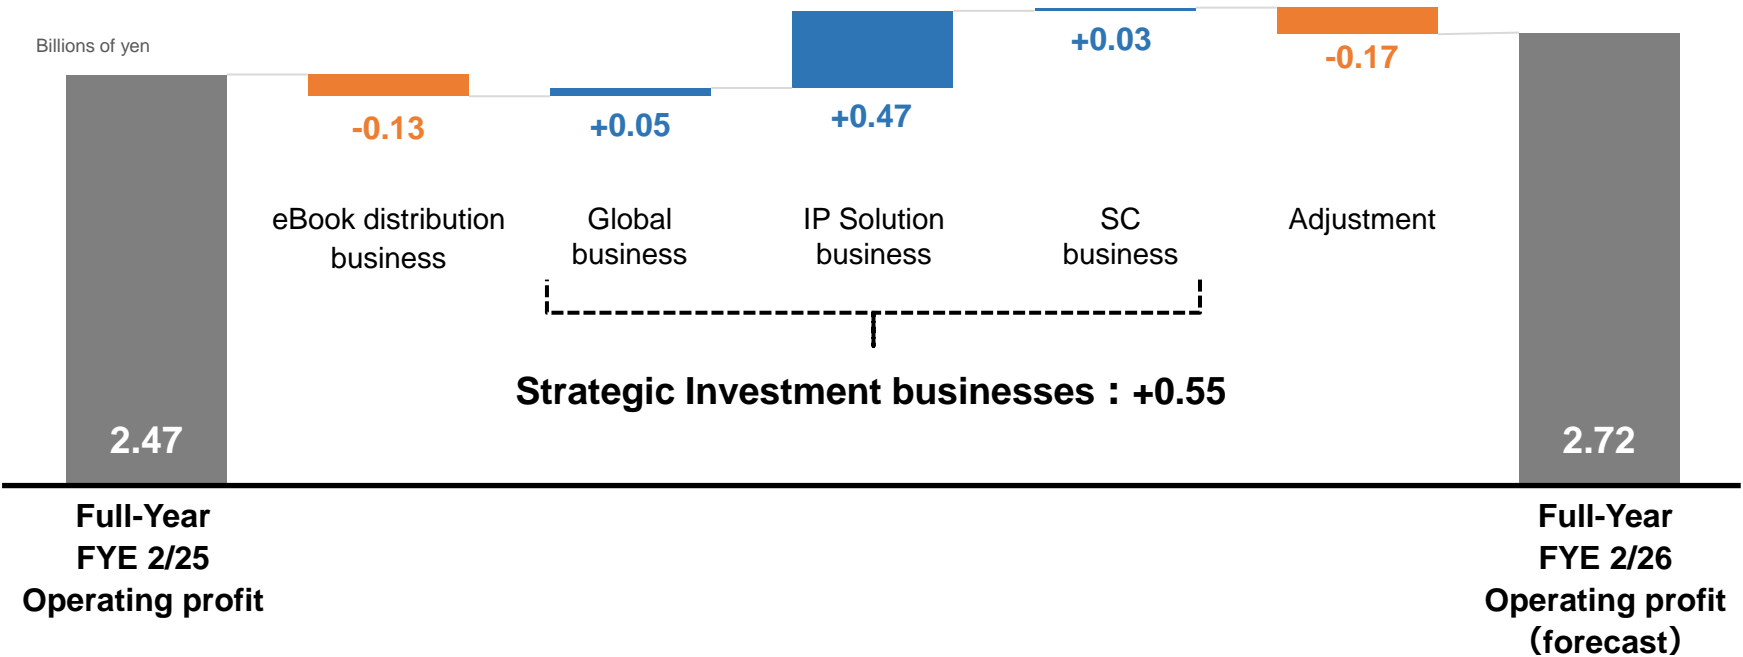 Billions of yen
-0.13
+0.05
+0.47
+0.03
-0.17
eBook distribution
business
Global
business
IP Solution
business
SC
business
Adjustment
Strategic Investment businesses：+0.55
2.47
2.72
Full-Year
FYE 2/25
Operating profit
Full-Year
FYE 2/26
Operating profit
（forecast）